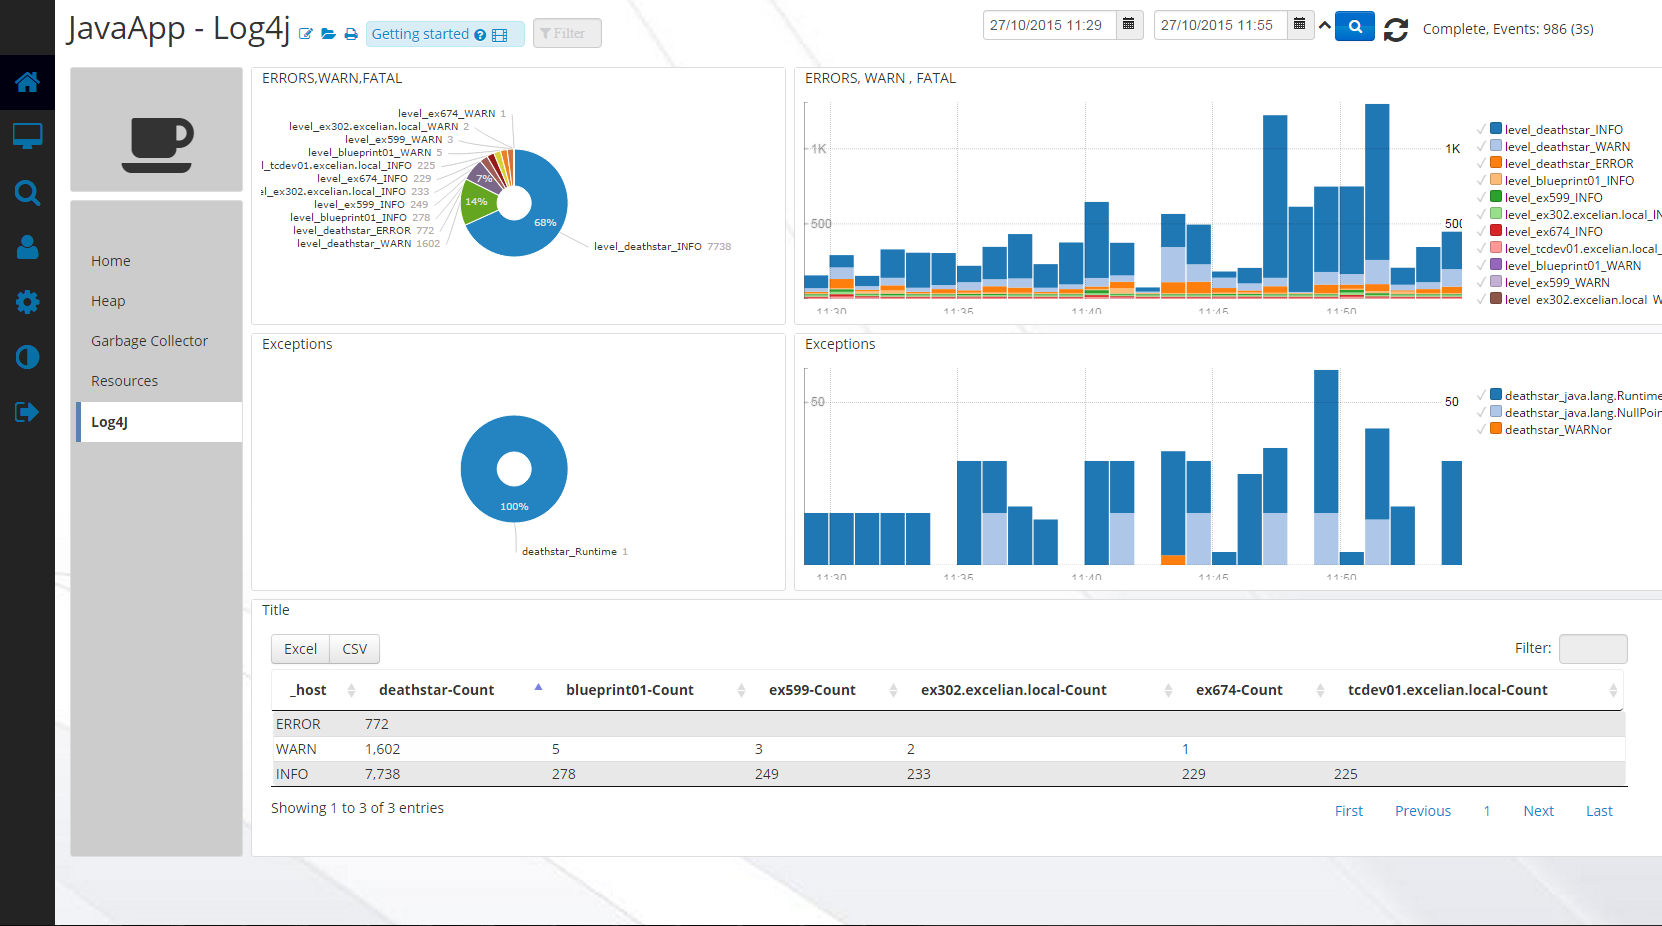 JavaApp - Log4j
Getting started
Filter
27/10/2015 11:29
27/10/2015 11:55
Complete, Events: 986 (3s)
Home
Heap
Garbage Collector
Resources
Log4J
ERRORS,WARN,FATAL
level_ex674_WARN 1
level_ex302.excelian.local_WARN 2
level_ex599_WARN 3
level_blueprint01_WARN 5
l_tcdev01.excelian.local_INFO 225
level_ex674_INFO 229
el_ex302.excelian.local_INFO 233
level_ex599_INFO 249
level_blueprint01_INFO 278
level_deathstar_ERROR 772
level_deathstar_WARN 1602
7%
14%
68%
level_deathstar_INFO 7738
ERRORS, WARN , FATAL
1K
1K
500
500
11:30
11:35
11:40
11:45
11:50
level_deathstar_INFO
level_deathstar_WARN
level_deathstar_ERROR
level_blueprint01_INFO
level_ex599_INFO
level_ex302.excelian.local_IN
level_ex674_INFO
level_tcdev01.excelian.local_
level_blueprint01_WARN
level_ex599_WARN
level_ex302.excelian.local_W
Exceptions
100%
deathstar_Runtime 1
Exceptions
50
50
11:30
11:35
11:40
11:45
11:50
deathstar_java.lang.Runtime
deathstar_java.lang.NullPoin
deathstar_WARNor
Title
Excel
CSV
Filter:
_host deathstar-Count blueprint01-Count ex599-Count ex302.excelian.local-Count ex674-Count tcdev01.excelian.local-Count
ERROR 772
WARN 1,602 5 3 2 1
INFO 7,738 278 249 233 229 225
Showing 1 to 3 of 3 entries
First Previous 1 Next Last